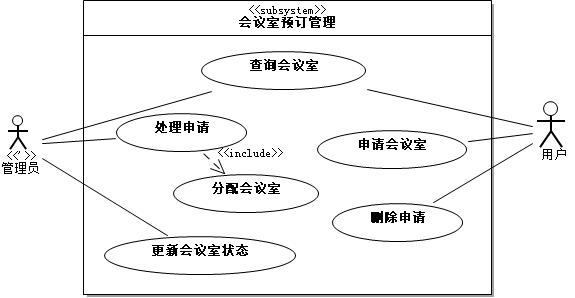 <<subsystem>>
会议室预订管理
查询会议室
处理申请
<<include>>
申请会议室
管理员
用户
分配会议室
删除申请
更新会议室状态